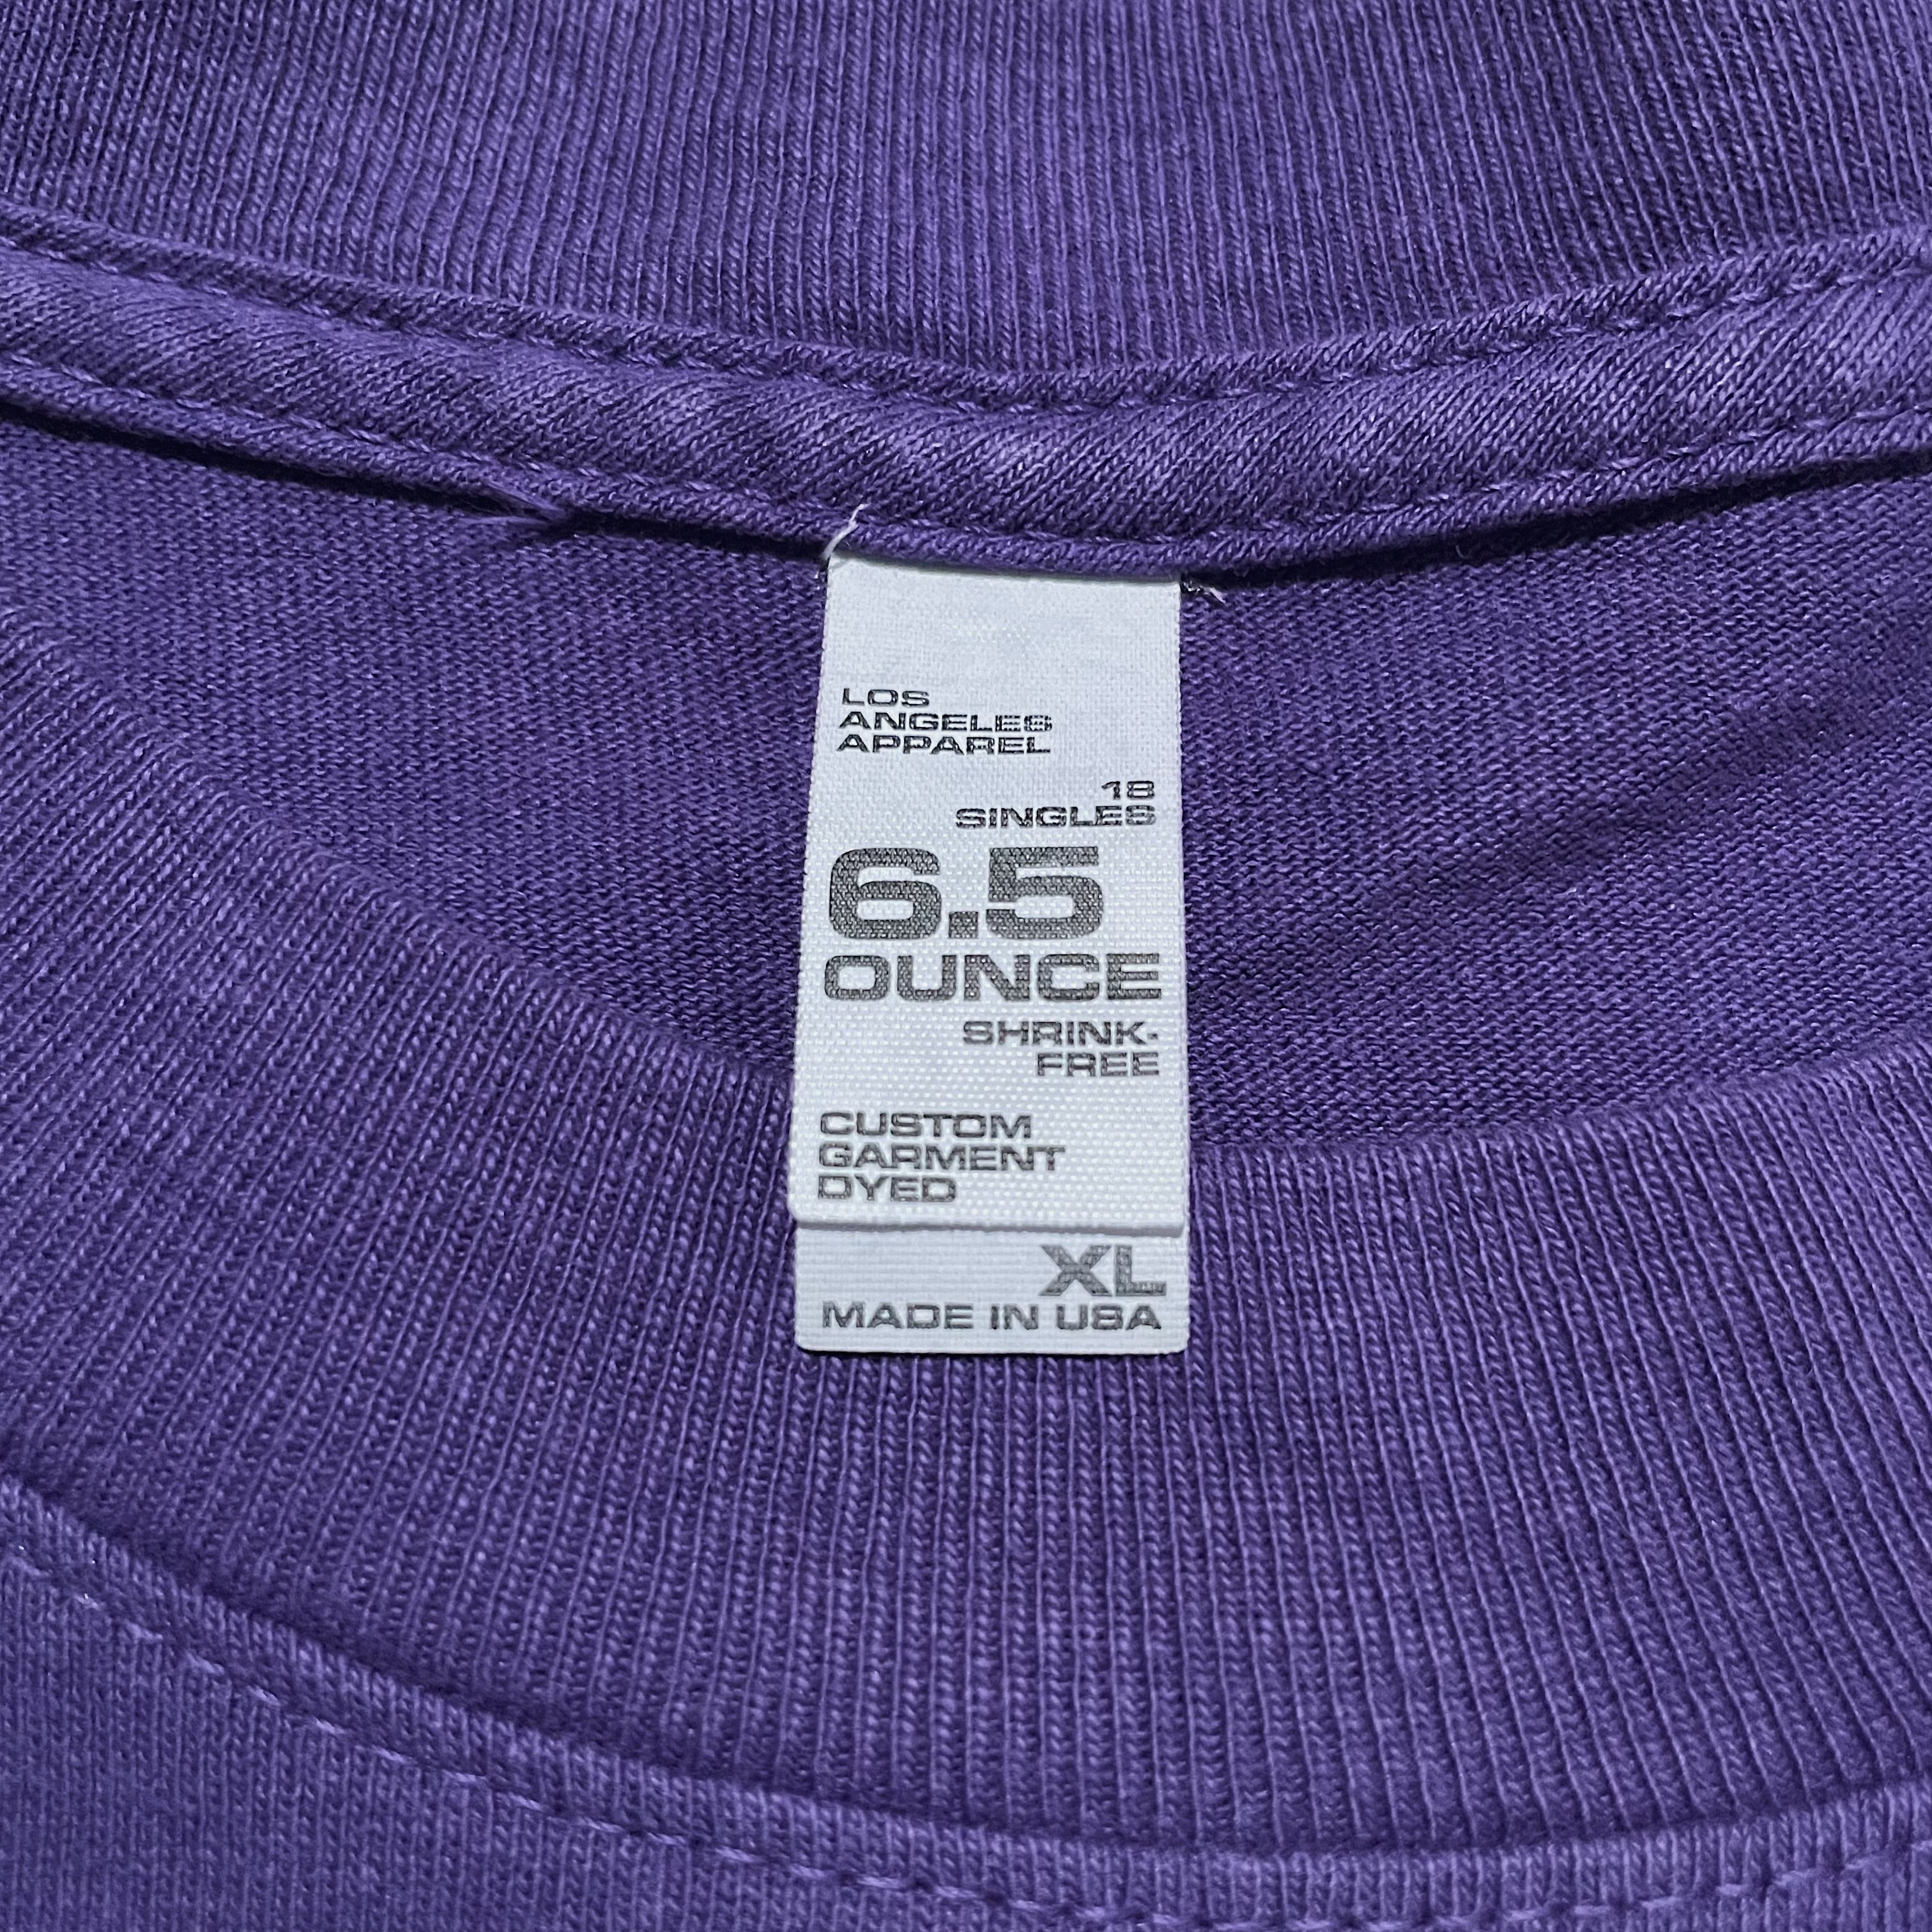 LOS
ANGELES
APPAREL
18
SINGLES
6.5
OUNCE
SHRINK-
FREE
CUSTOM
GARMENT
DYED
XL
MADE IN USA